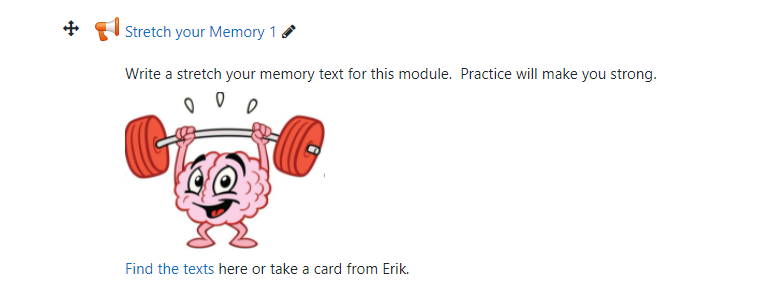 Stretch your Memory 1
Write a stretch your memory text for this module. Practice will make you strong.
Find the texts here or take a card from Erik.